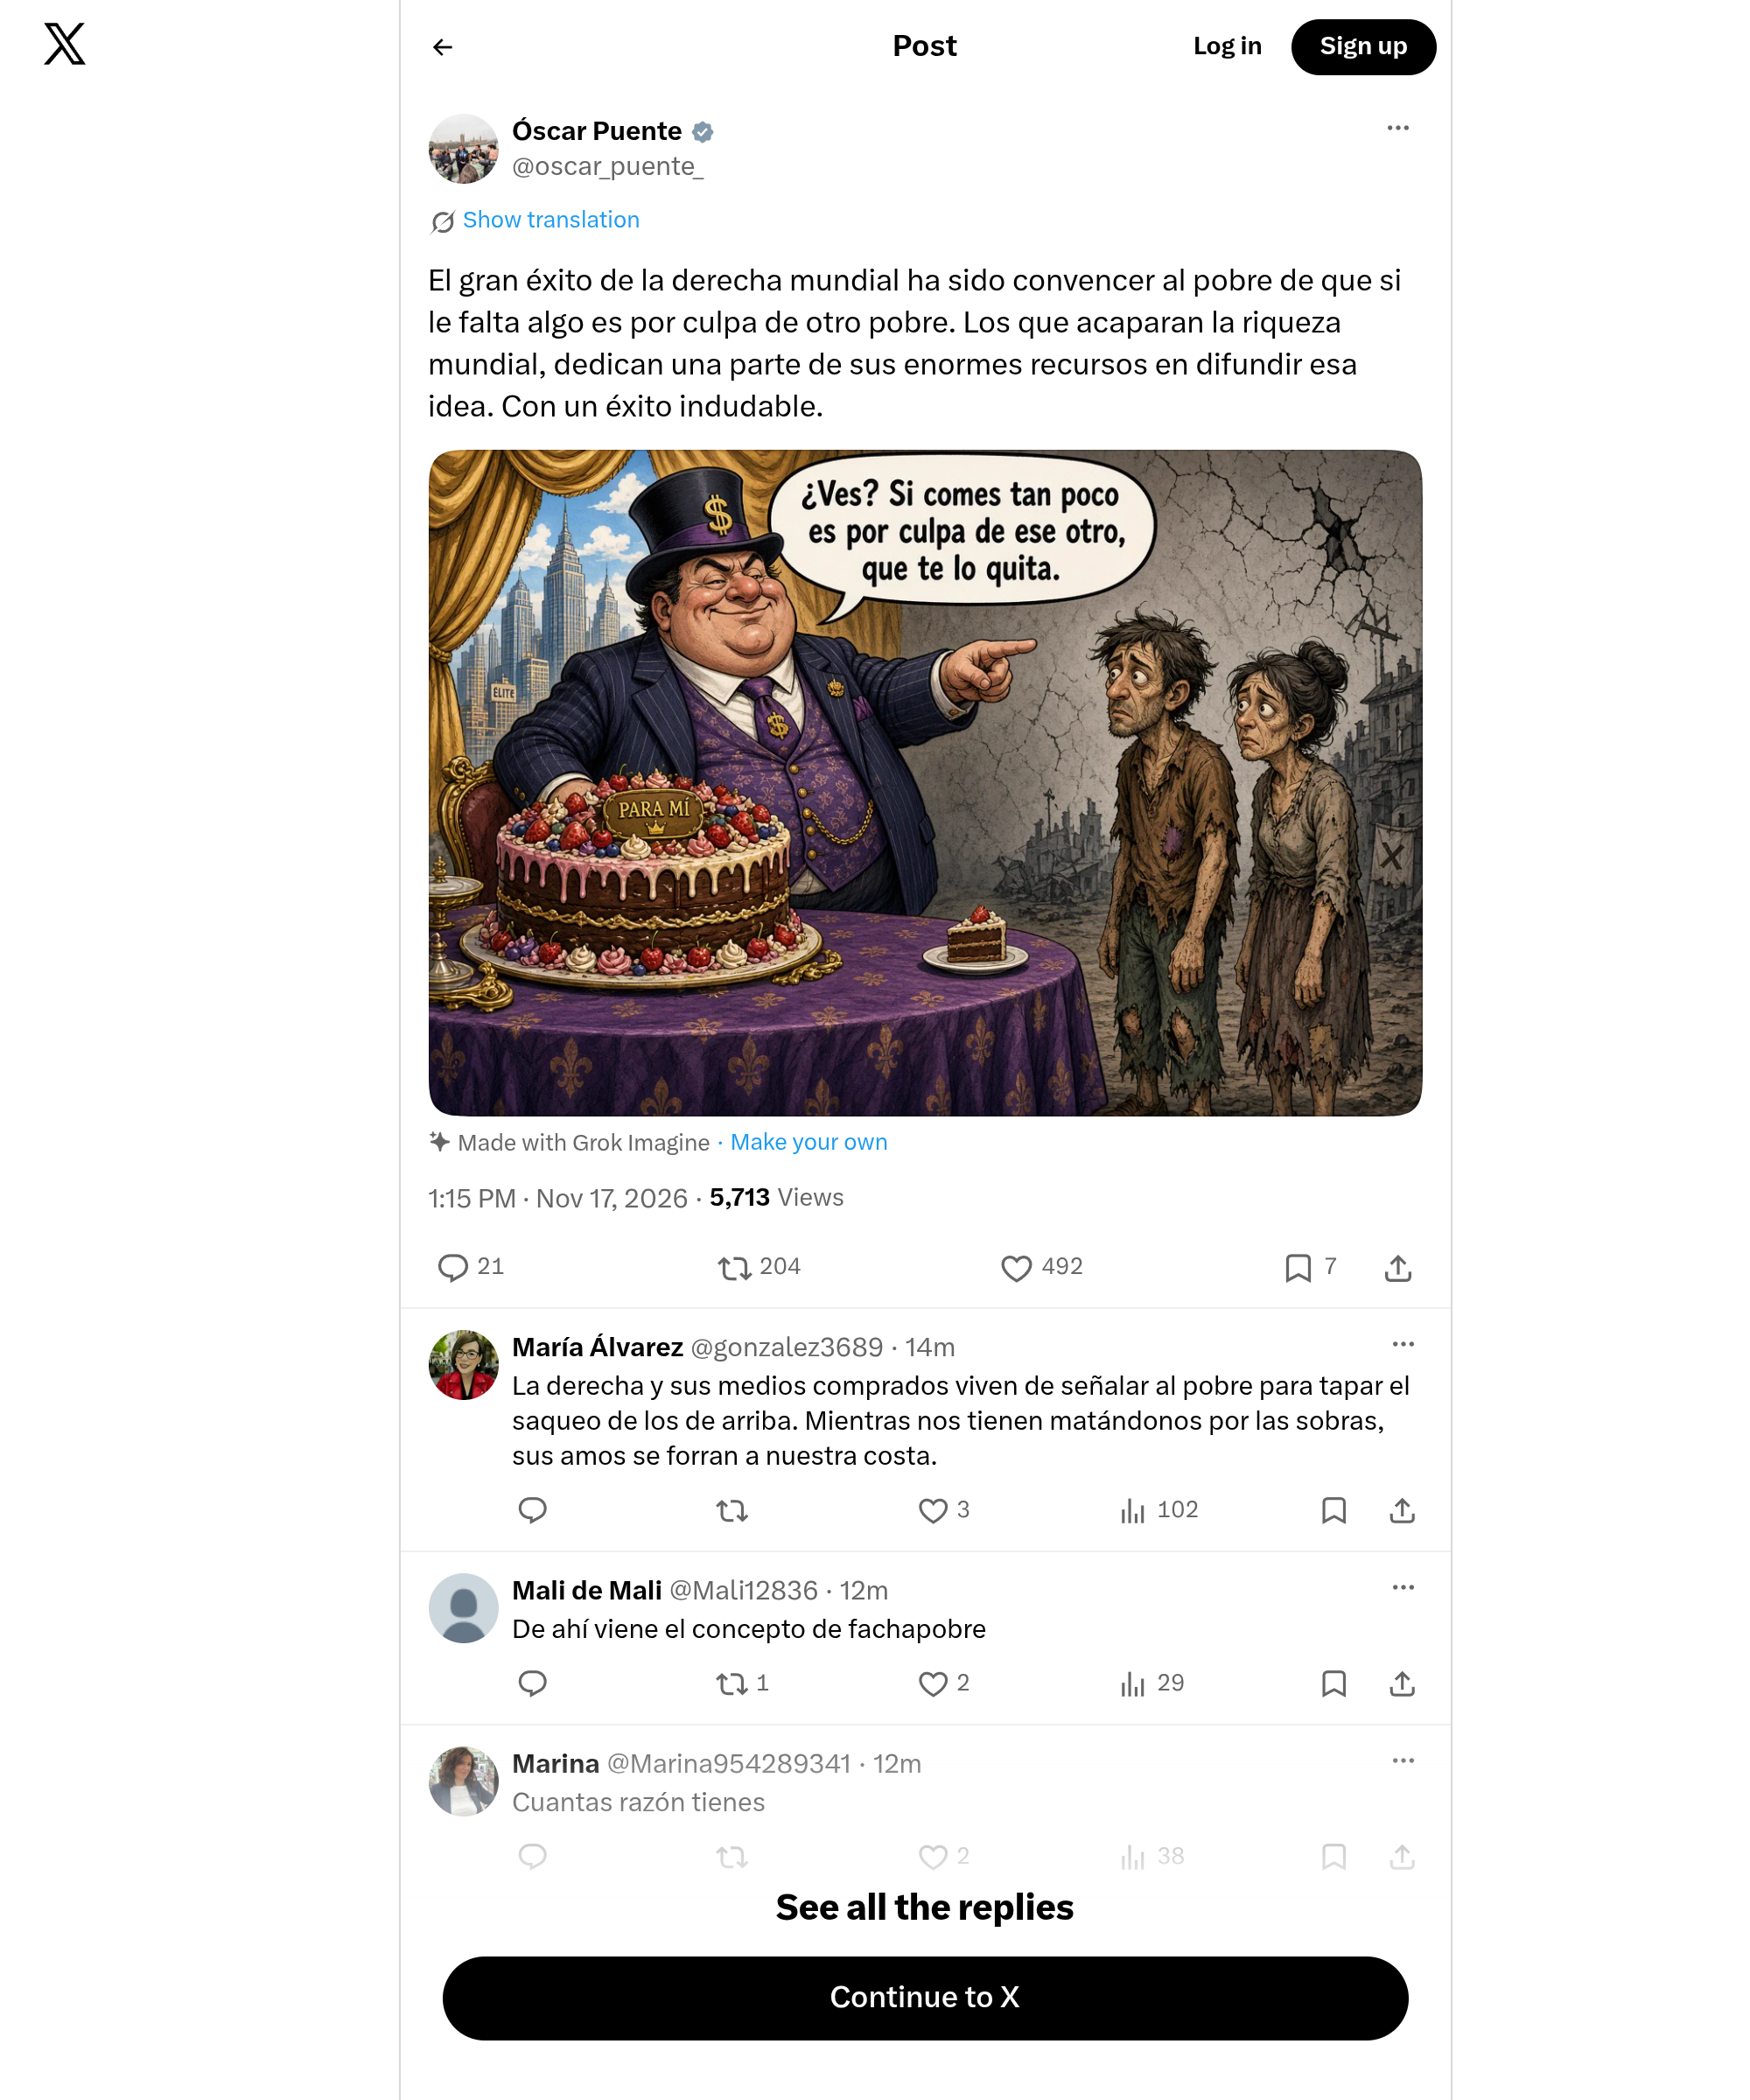 Post
Log in
Sign up
Óscar Puente
@oscar_puente_
Show translation
El gran éxito de la derecha mundial ha sido convencer al pobre de que si
le falta algo es por culpa de otro pobre. Los que acaparan la riqueza
mundial, dedican una parte de sus enormes recursos en difundir esa
idea. Con un éxito indudable.
¿Ves? Si comes tan poco
es por culpa de ese otro,
que te lo quita.
$
ÉLITE
$
PARA MÍ
X
Made with Grok Imagine · Make your own
1:15 PM · Nov 17, 2026 · 5,713 Views
21 204 492 7
María Álvarez @gonzalez3689 · 14m
La derecha y sus medios comprados viven de señalar al pobre para tapar el
saqueo de los de arriba. Mientras nos tienen matándonos por las sobras,
sus amos se forran a nuestra costa.
3 102
Mali de Mali @Mali12836 · 12m
De ahí viene el concepto de fachapobre
1 2 29
Marina @Marina954289341 · 12m
Cuantas razón tienes
2 38
See all the replies
Continue to X